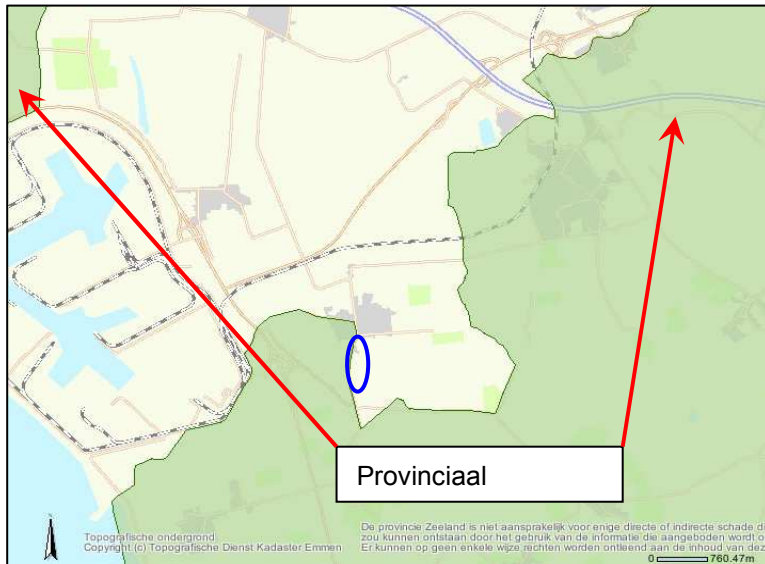 Provinciaal
Topografische ondergrond
Copyright (c) Topografische Dienst Kadaster Emmen
De provincie Zeeland is niet aansprakelijk voor enige directe of indirecte schade di
zou kunnen ontstaan door het gebruik van de informatie die aangeboden wordt o
Er kunnen op geen enkele wijze rechten worden ontleend aan de inhoud van dez
0 760.47m